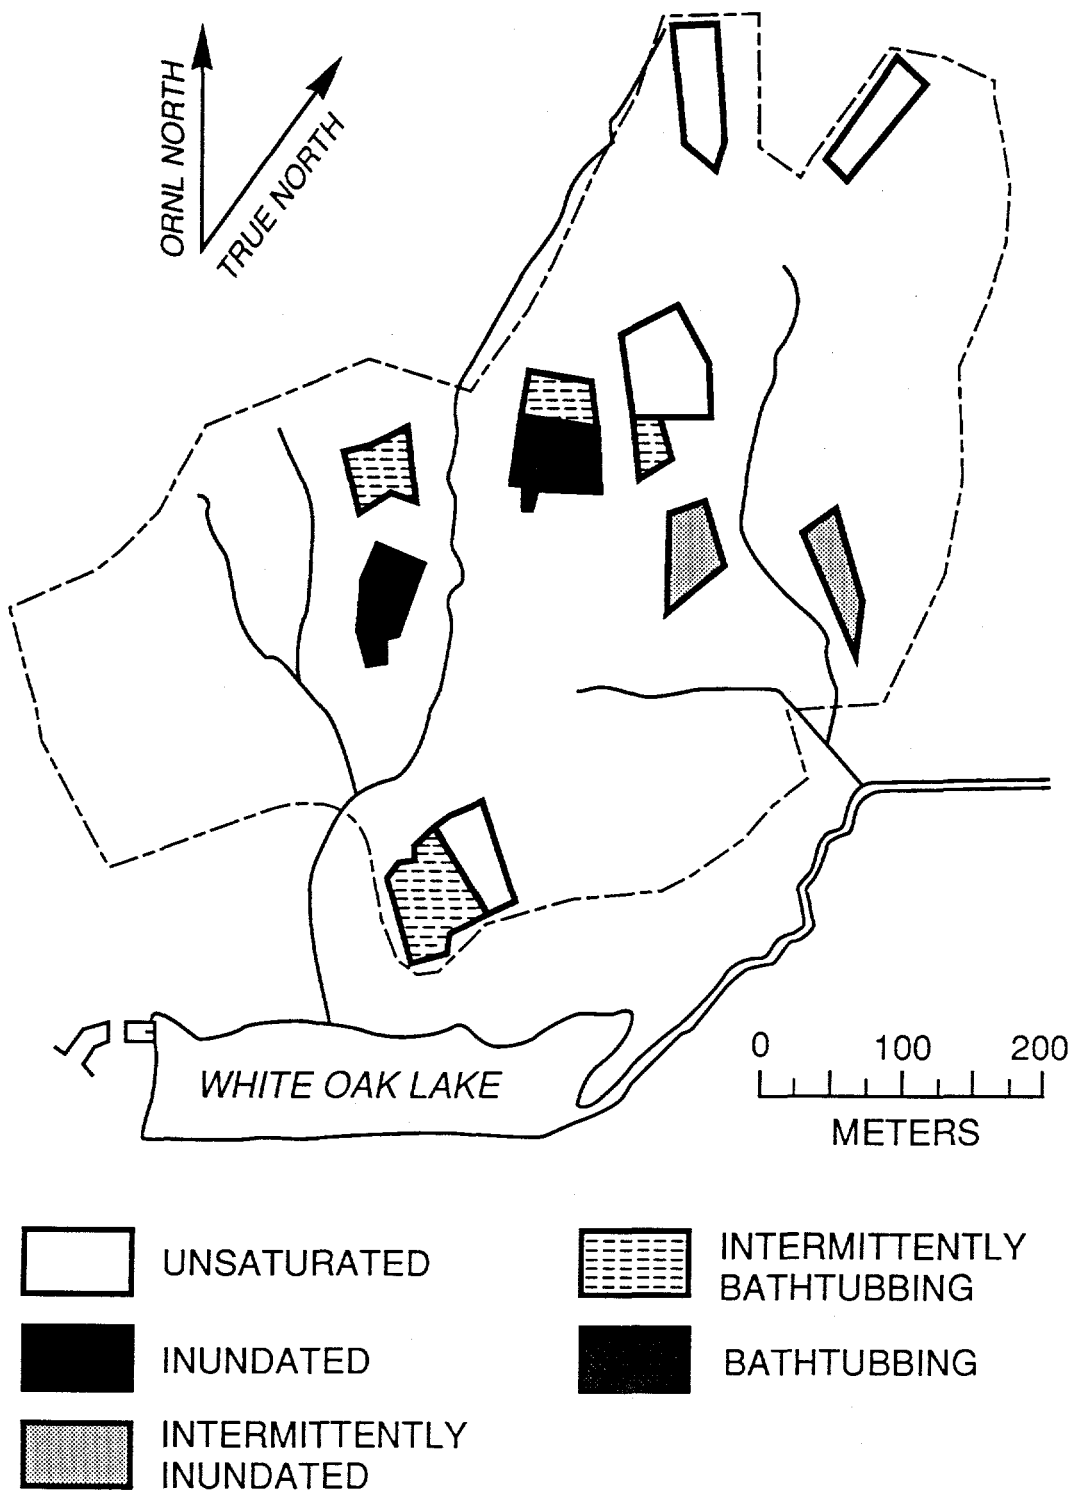 ORNL NORTH
TRUE NORTH
WHITE OAK LAKE
0 100 200
METERS
UNSATURATED
INUNDATED
INTERMITTENTLY
INUNDATED
INTERMITTENTLY
BATHTUBBING
BATHTUBBING